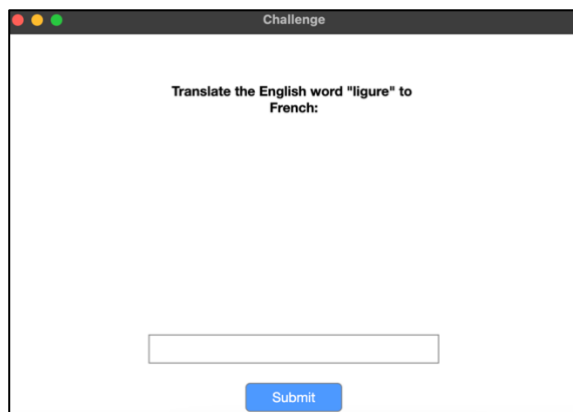 Challenge
Translate the English word "ligure" to
French:
Submit